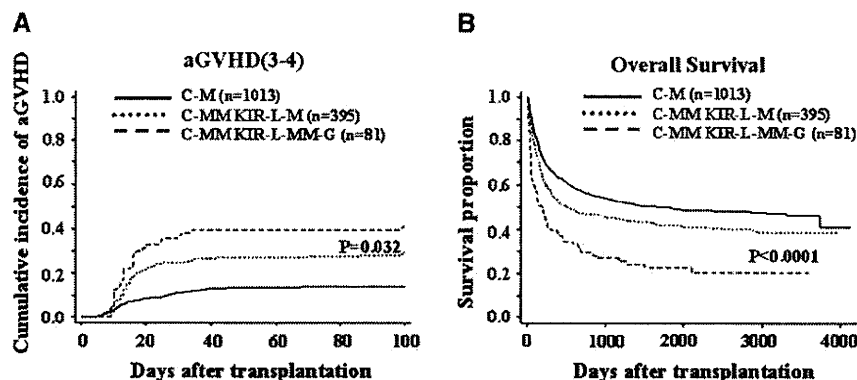 A
aGVHD(3-4)
C-M (n=1013)
C-MM KIR-L-M (n=395)
C-MM KIR-L-MM-G (n=81)
Cumulative incidence of aGVHD
1.0
0.8
0.6
0.4
0.2
0.0
P=0.032
0 20 40 60 80 100
Days after transplantation
B
Overall Survival
C-M (n=1013)
C-MM KIR-L-M (n=395)
C-MM KIR-L-MM-G (n=81)
Survival proportion
1.0
0.8
0.6
0.4
0.2
0.0
P<0.0001
0 1000 2000 3000 4000
Days after transplantation